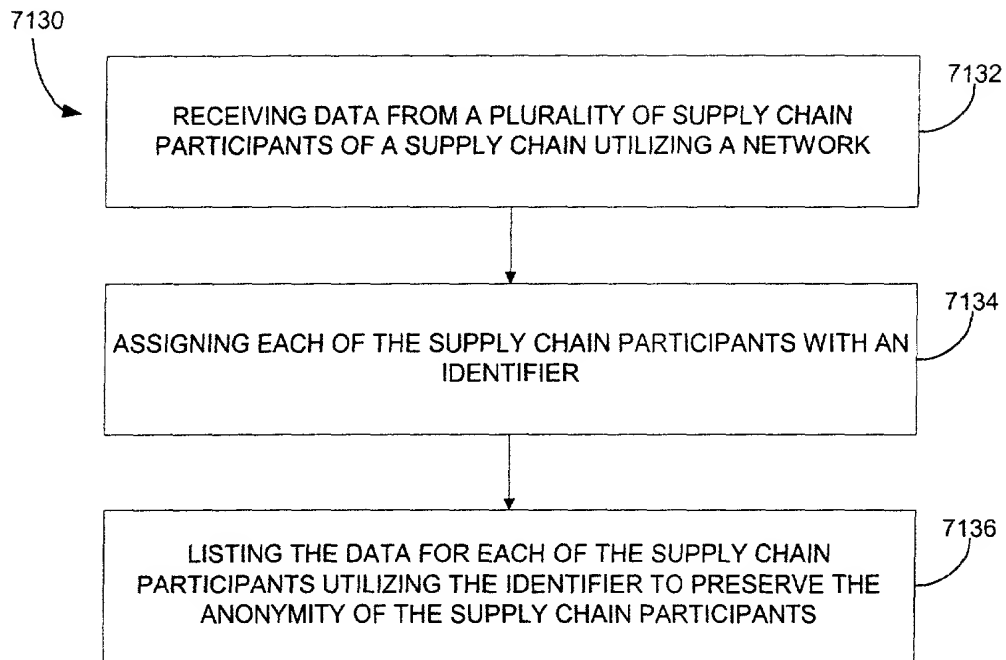 7130
7132
RECEIVING DATA FROM A PLURALITY OF SUPPLY CHAIN
PARTICIPANTS OF A SUPPLY CHAIN UTILIZING A NETWORK
7134
ASSIGNING EACH OF THE SUPPLY CHAIN PARTICIPANTS WITH AN
IDENTIFIER
7136
LISTING THE DATA FOR EACH OF THE SUPPLY CHAIN
PARTICIPANTS UTILIZING THE IDENTIFIER TO PRESERVE THE
ANONYMITY OF THE SUPPLY CHAIN PARTICIPANTS